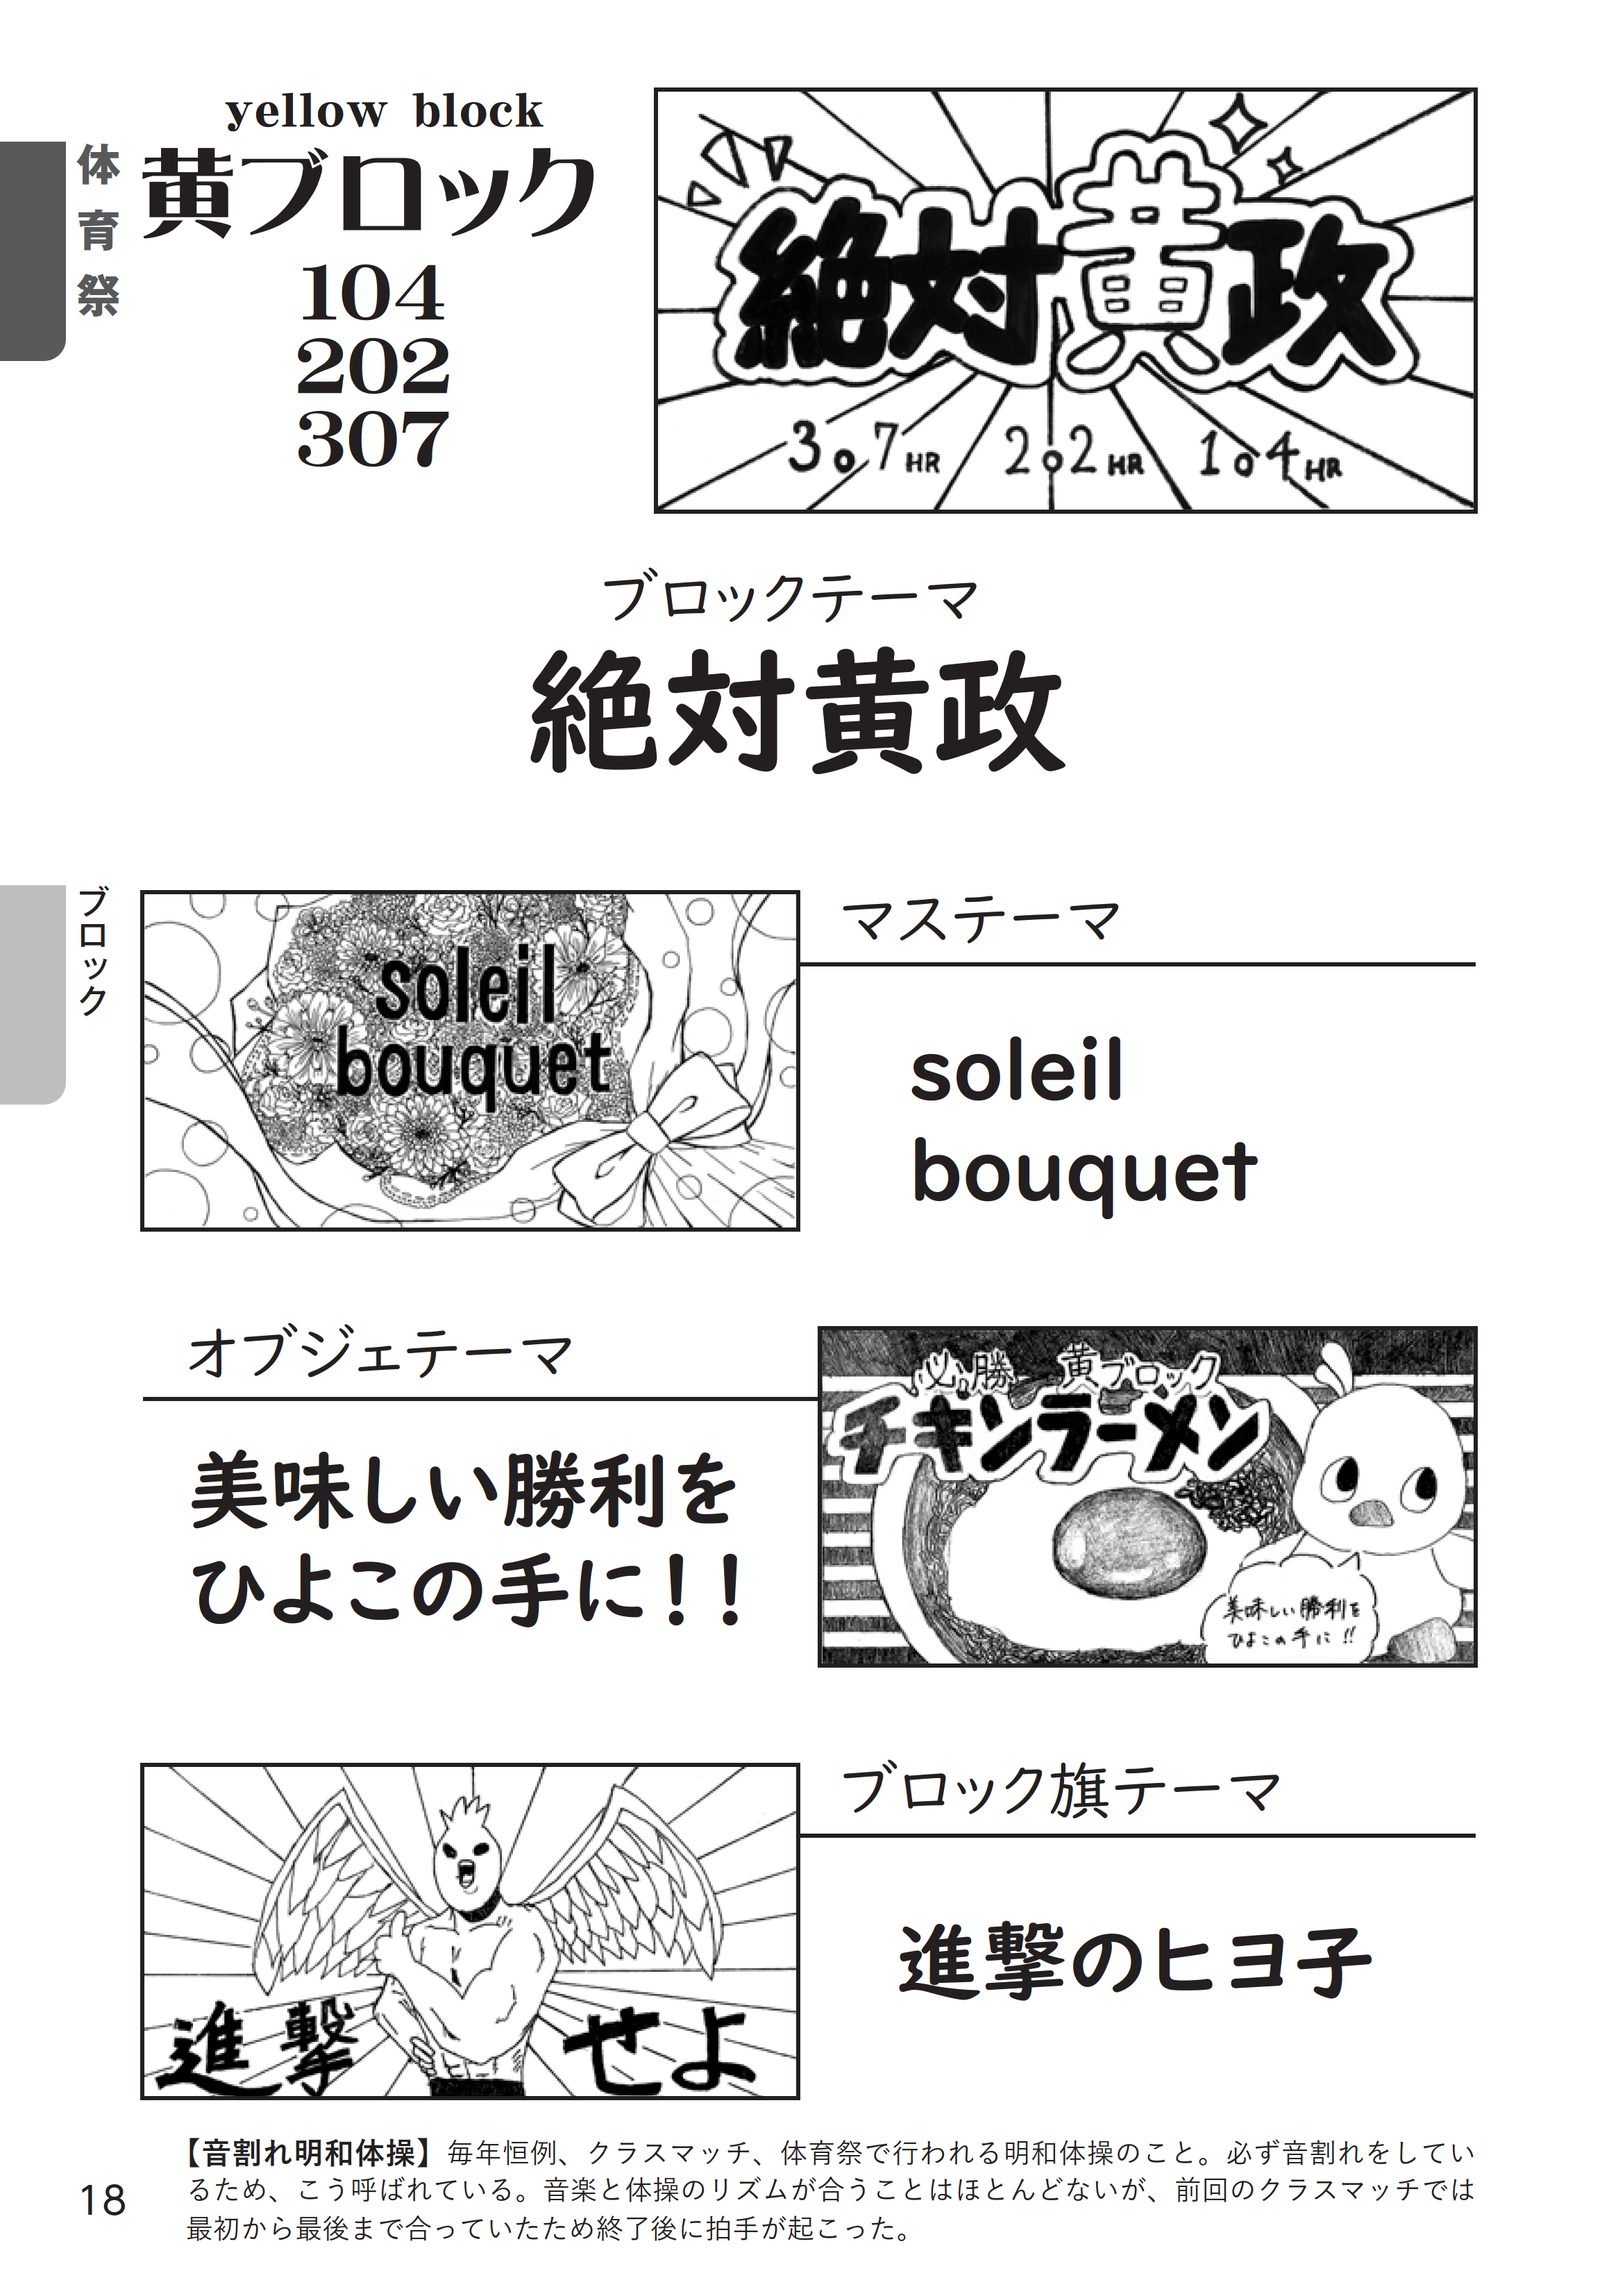 体育祭
yellow block
黄ブロック
104
202
307
絶対黄政
3.7HR 2.2HR 1.4HR
ブロックテーマ
絶対黄政
ブロック
soleil
bouquet
マステーマ
soleil
bouquet
オブジェテーマ
美味しい勝利を
ひよこの手に！！
必勝 黄ブロック
チキンラーメン
美味しい勝利を
ひよこの手に!!
進撃 せよ
ブロック旗テーマ
進撃のヒヨ子
【音割れ明和体操】毎年恒例、クラスマッチ、体育祭で行われる明和体操のこと。必ず音割れをしてい
るため、こう呼ばれている。音楽と体操のリズムが合うことはほとんどないが、前回のクラスマッチでは
最初から最後まで合っていたため終了後に拍手が起こった。
18